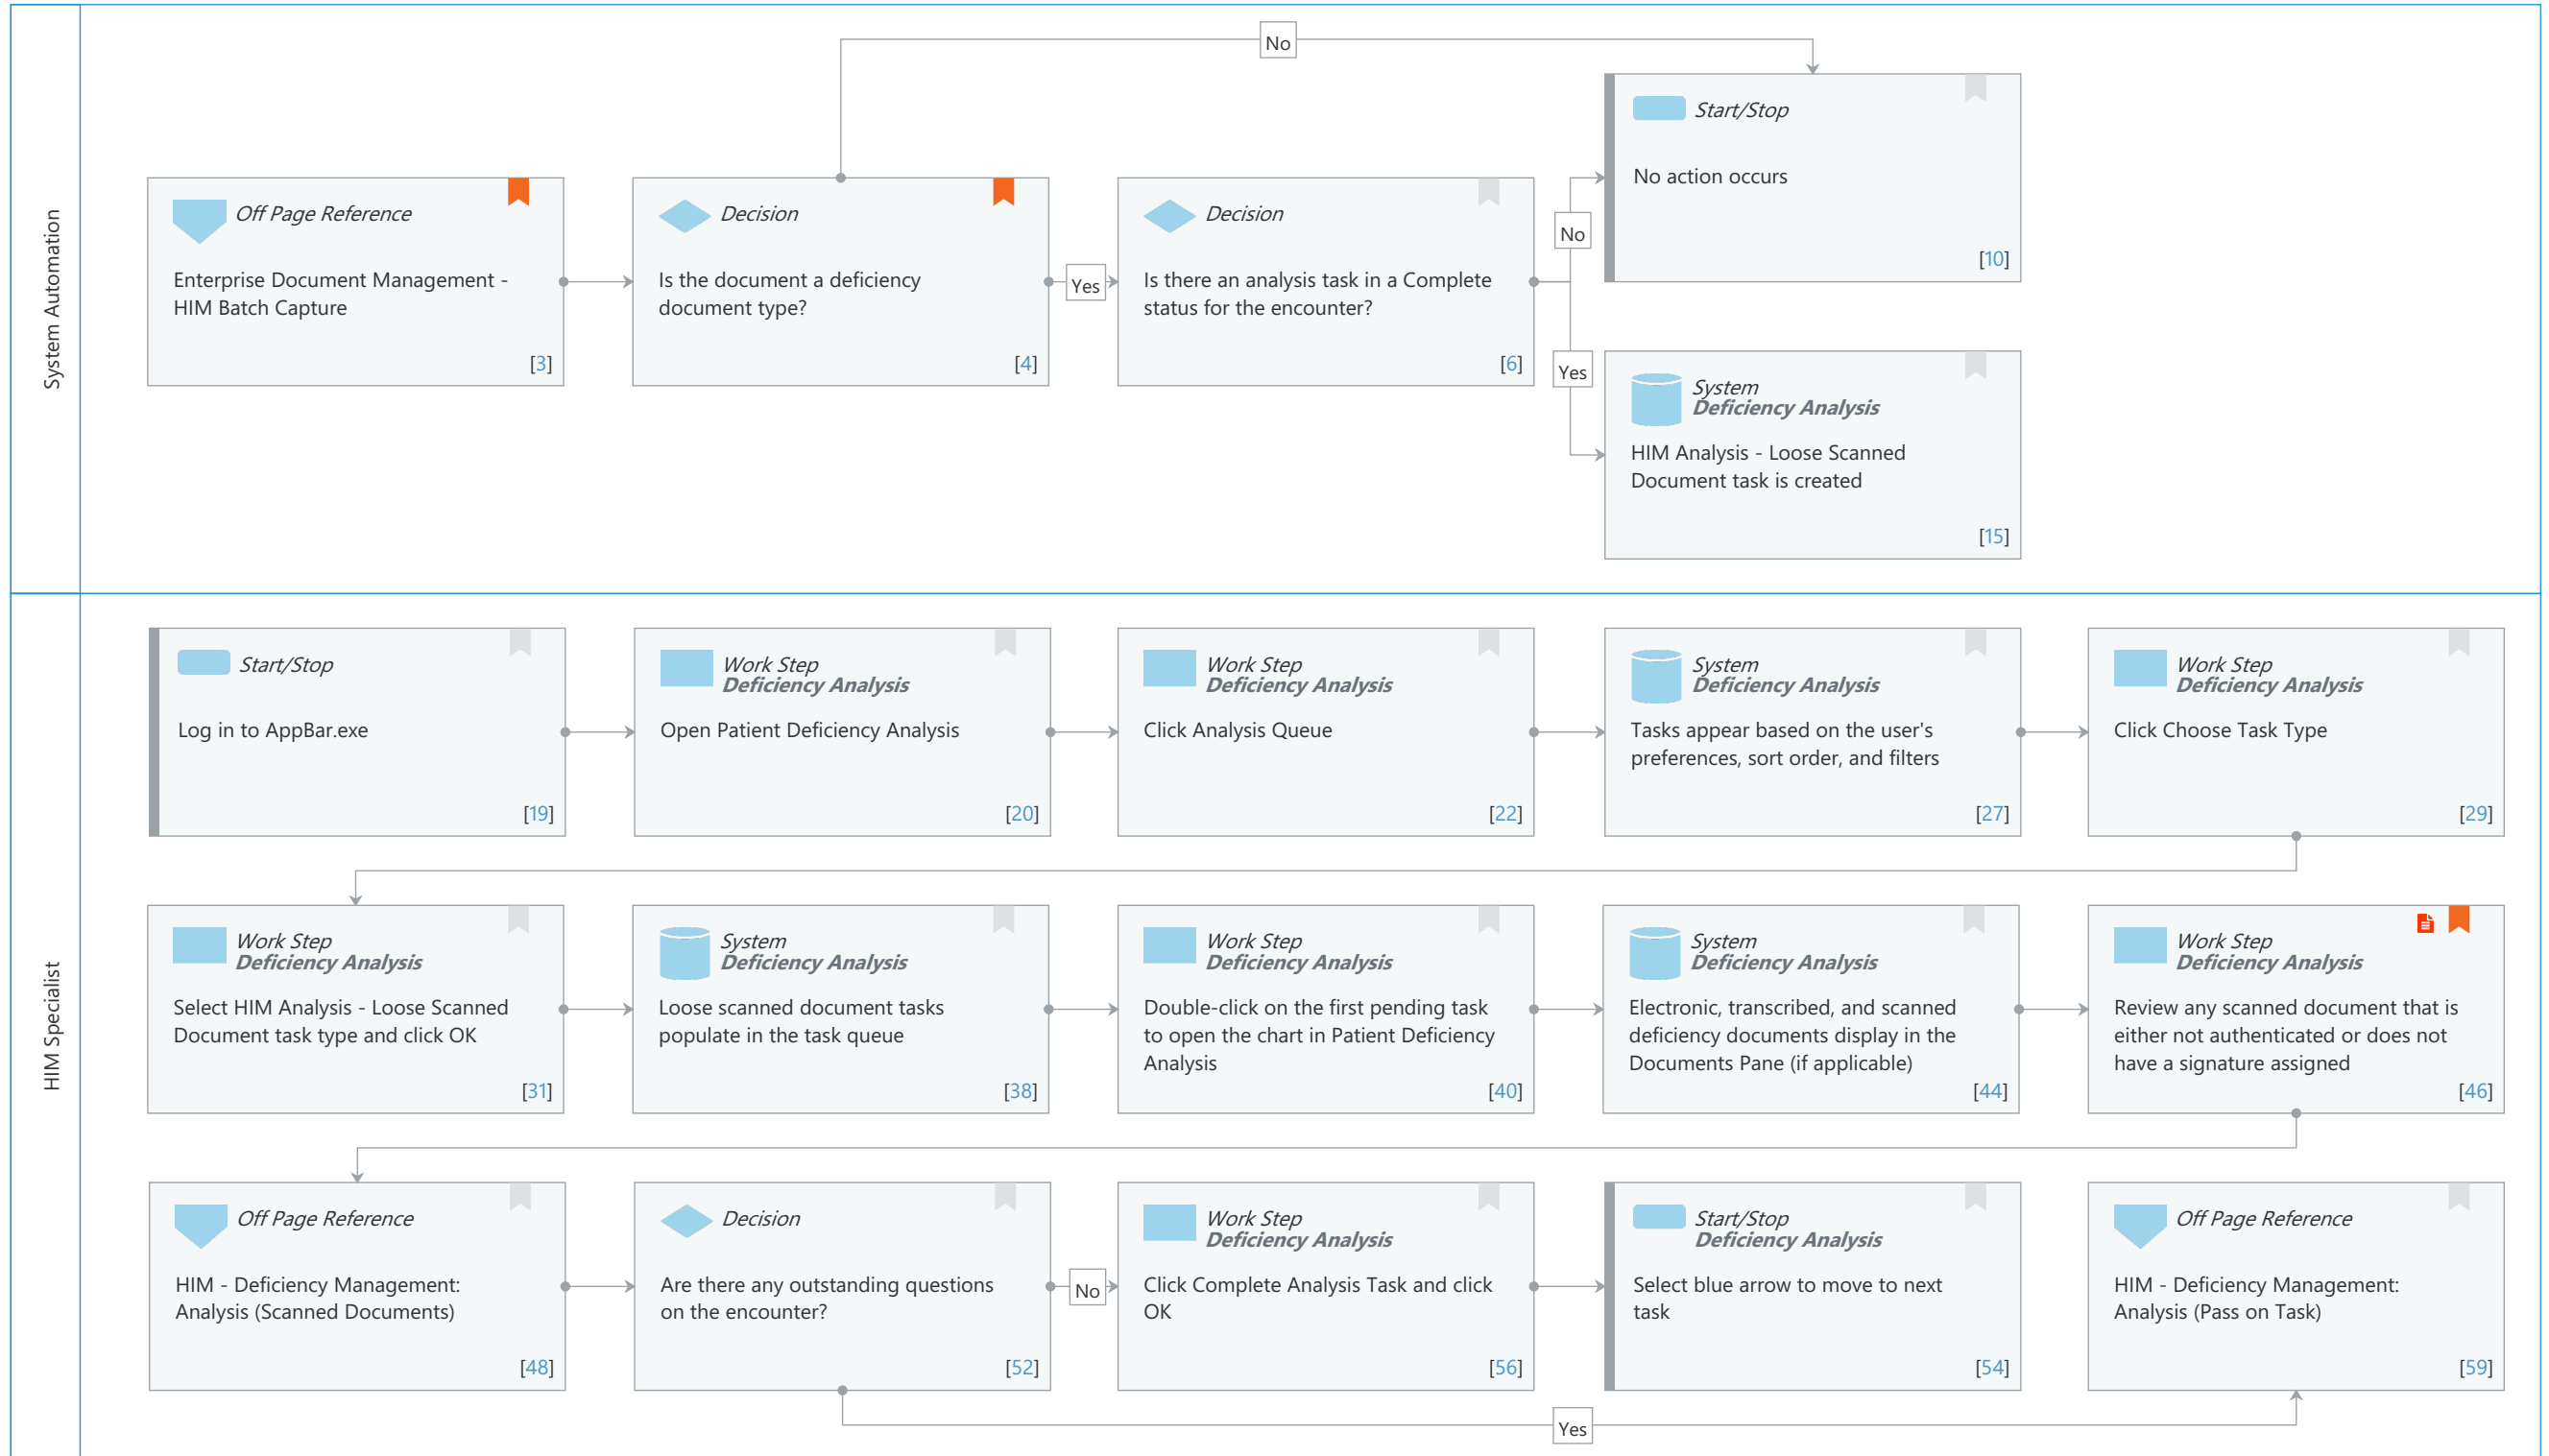 System Automation
No
Start/Stop
No action occurs
[10]
Off Page Reference
Enterprise Document Management -
HIM Batch Capture
[3]
Decision
Is the document a deficiency
document type?
[4]
Yes
Decision
Is there an analysis task in a Complete
status for the encounter?
[6]
No
Yes
System
Deficiency Analysis
HIM Analysis - Loose Scanned
Document task is created
[15]
HIM Specialist
Start/Stop
Log in to AppBar.exe
[19]
Work Step
Deficiency Analysis
Open Patient Deficiency Analysis
[20]
Work Step
Deficiency Analysis
Click Analysis Queue
[22]
System
Deficiency Analysis
Tasks appear based on the user's
preferences, sort order, and filters
[27]
Work Step
Deficiency Analysis
Click Choose Task Type
[29]
Work Step
Deficiency Analysis
Select HIM Analysis - Loose Scanned
Document task type and click OK
[31]
System
Deficiency Analysis
Loose scanned document tasks
populate in the task queue
[38]
Work Step
Deficiency Analysis
Double-click on the first pending task
to open the chart in Patient Deficiency
Analysis
[40]
System
Deficiency Analysis
Electronic, transcribed, and scanned
deficiency documents display in the
Documents Pane (if applicable)
[44]
Work Step
Deficiency Analysis
Review any scanned document that is
either not authenticated or does not
have a signature assigned
[46]
Off Page Reference
HIM - Deficiency Management:
Analysis (Scanned Documents)
[48]
Decision
Are there any outstanding questions
on the encounter?
[52]
No
Work Step
Deficiency Analysis
Click Complete Analysis Task and click
OK
[56]
Start/Stop
Deficiency Analysis
Select blue arrow to move to next
task
[54]
Off Page Reference
HIM - Deficiency Management:
Analysis (Pass on Task)
[59]
Yes